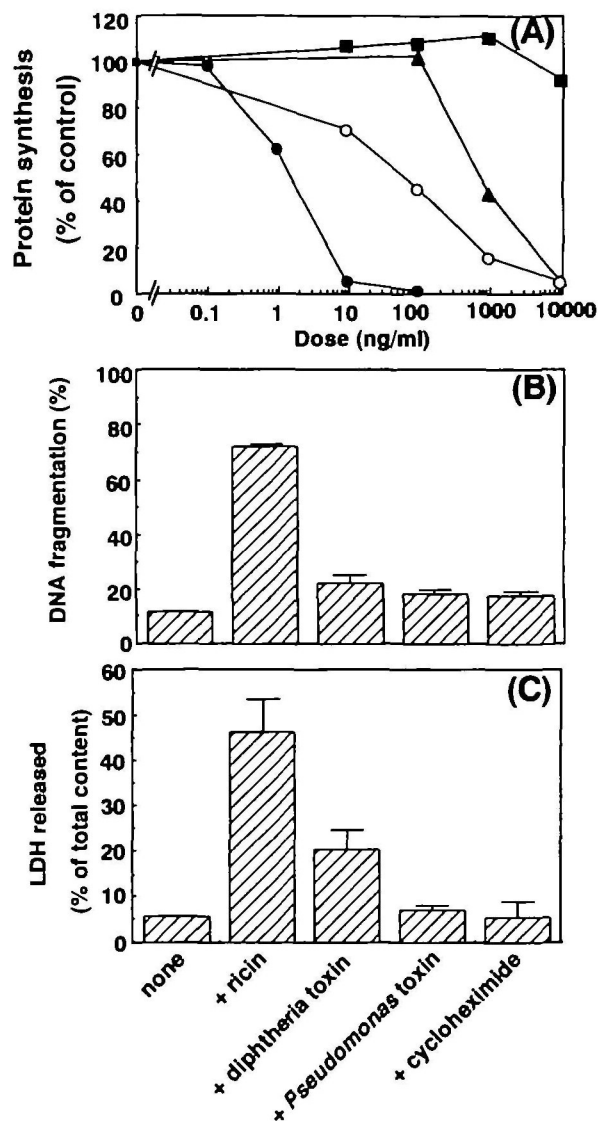 (A)
Protein synthesis
(% of control)
120
100
80
60
40
20
0
0 0.1 1 10 100 1000 10000
Dose (ng/ml)
(B)
DNA fragmentation (%)
100
80
60
40
20
0
(C)
LDH released
(% of total content)
60
50
40
30
20
10
0
none
+ ricin
+ diphtheria toxin
+ Pseudomonas toxin
+ cycloheximide